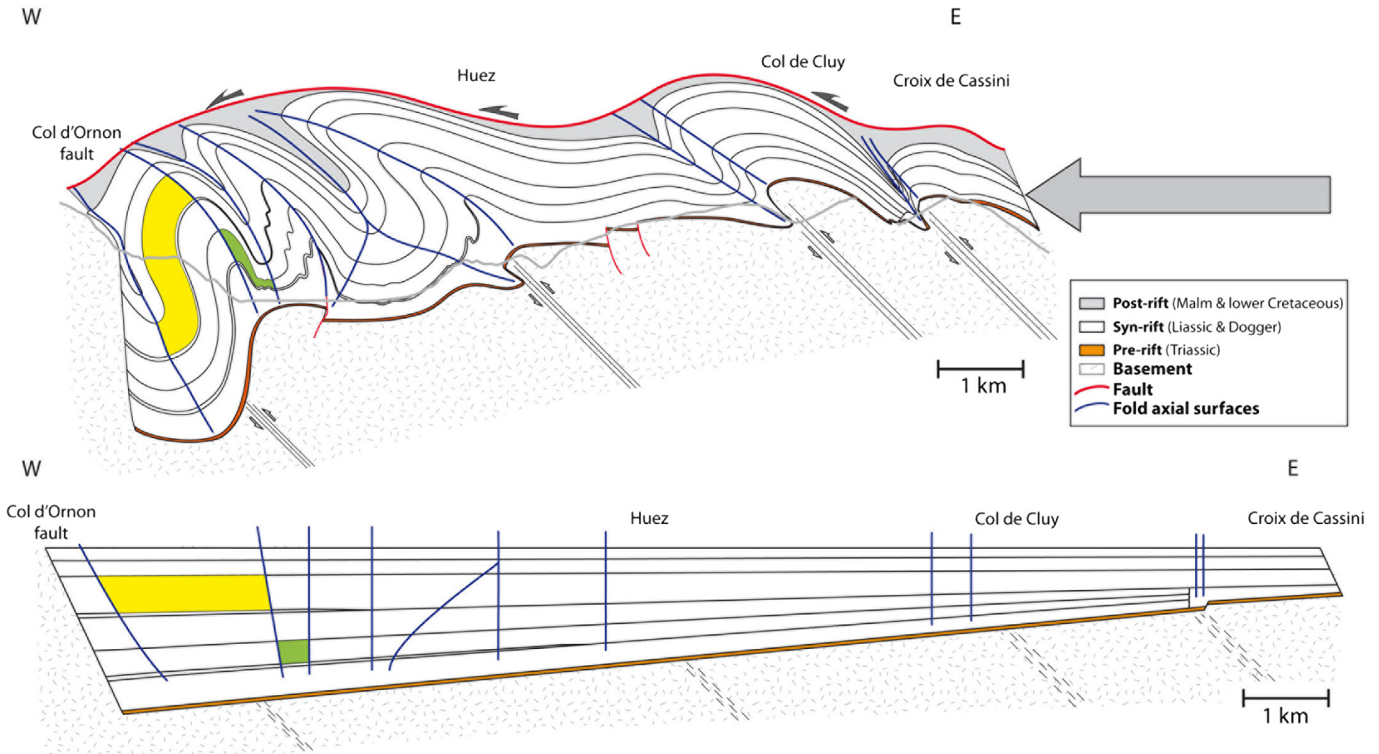 W
E
Col de Cluy
Huez
Croix de Cassini
Col d’Ornon
fault
Post-rift (Malm & lower Cretaceous)
Syn-rift (Liassic & Dogger)
Pre-rift (Triassic)
Basement
Fault
Fold axial surfaces
1 km
W
E
Col d’Ornon
fault
Huez
Col de Cluy
Croix de Cassini
1 km